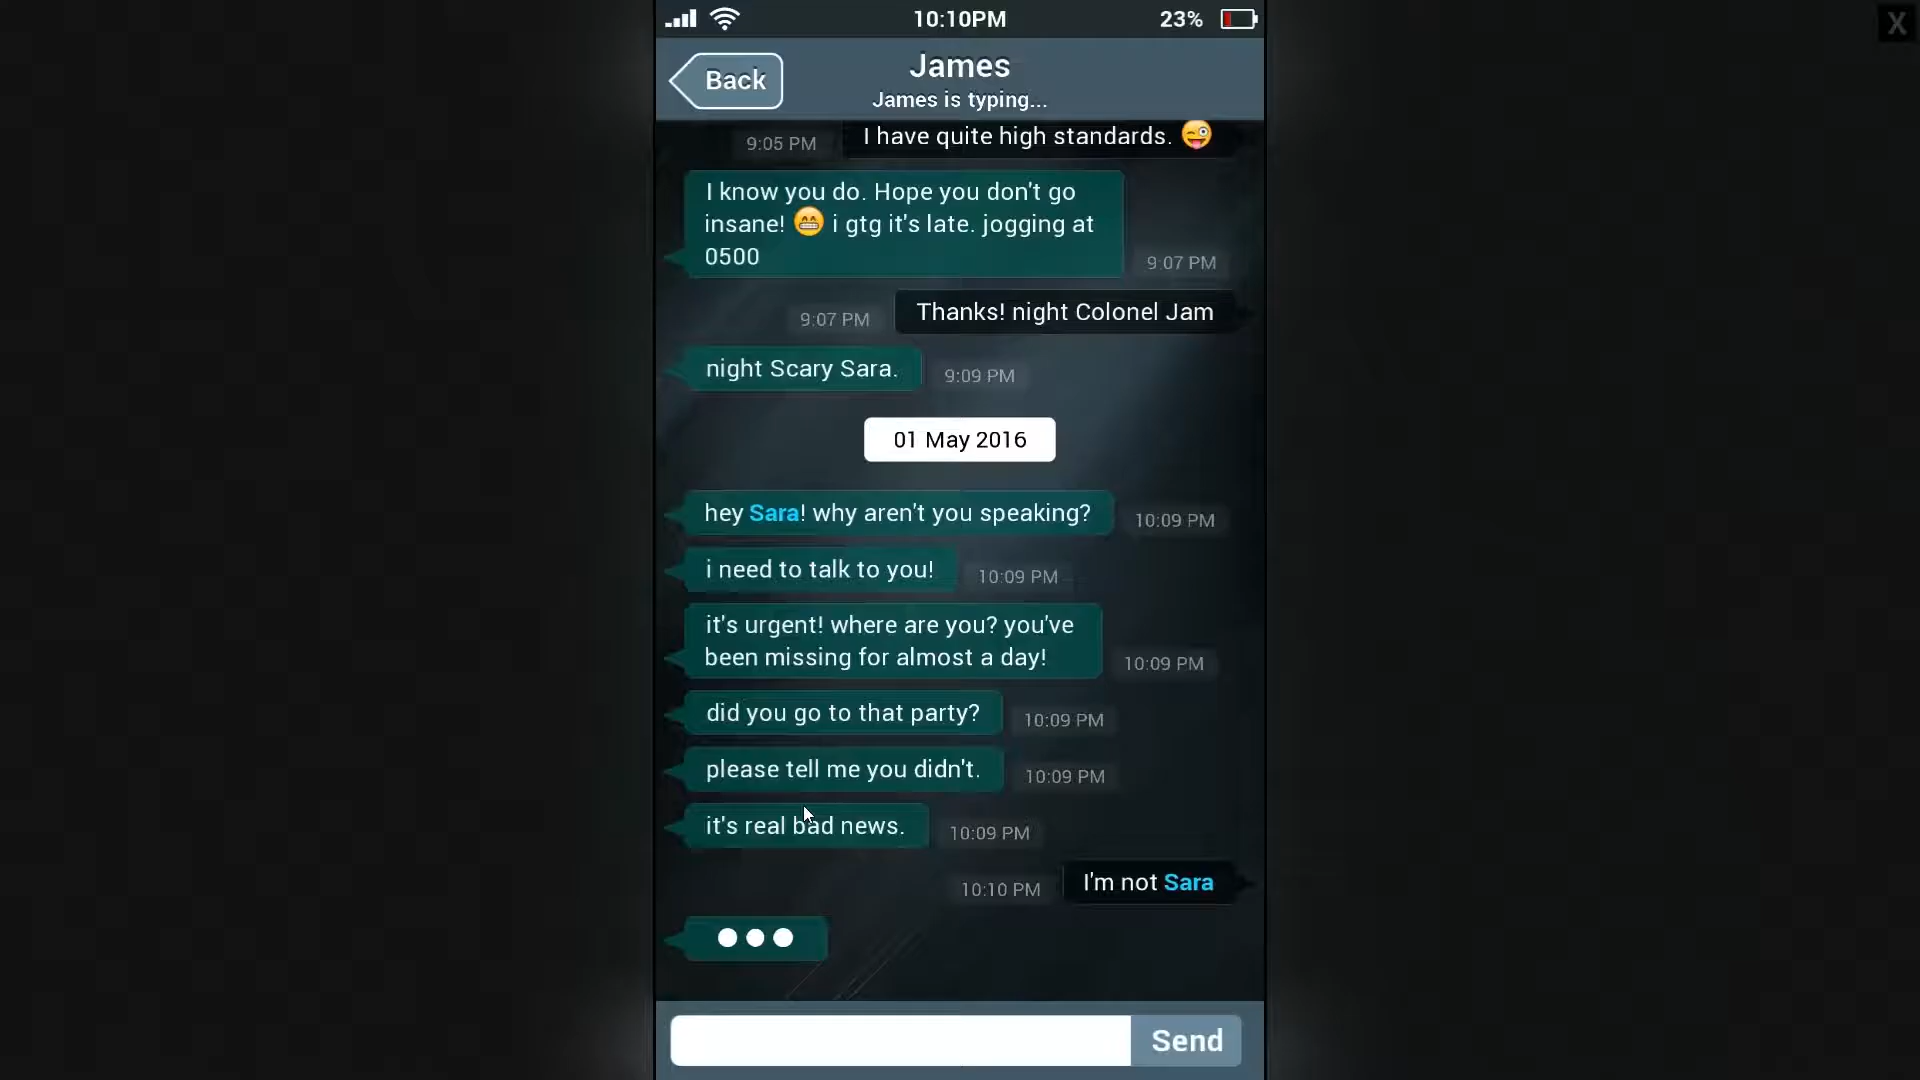 10:10PM
23%
X
Back
James
James is typing...
9:05 PM
I have quite high standards. 😜
I know you do. Hope you don't go
insane! 😁 i gtg it's late. jogging at
0500
9:07 PM
9:07 PM
Thanks! night Colonel Jam
night Scary Sara.
9:09 PM
01 May 2016
hey Sara! why aren't you speaking?
10:09 PM
i need to talk to you!
10:09 PM
it's urgent! where are you? you've
been missing for almost a day!
10:09 PM
did you go to that party?
10:09 PM
please tell me you didn't.
10:09 PM
it's real bad news.
10:09 PM
10:10 PM
I'm not Sara
Send